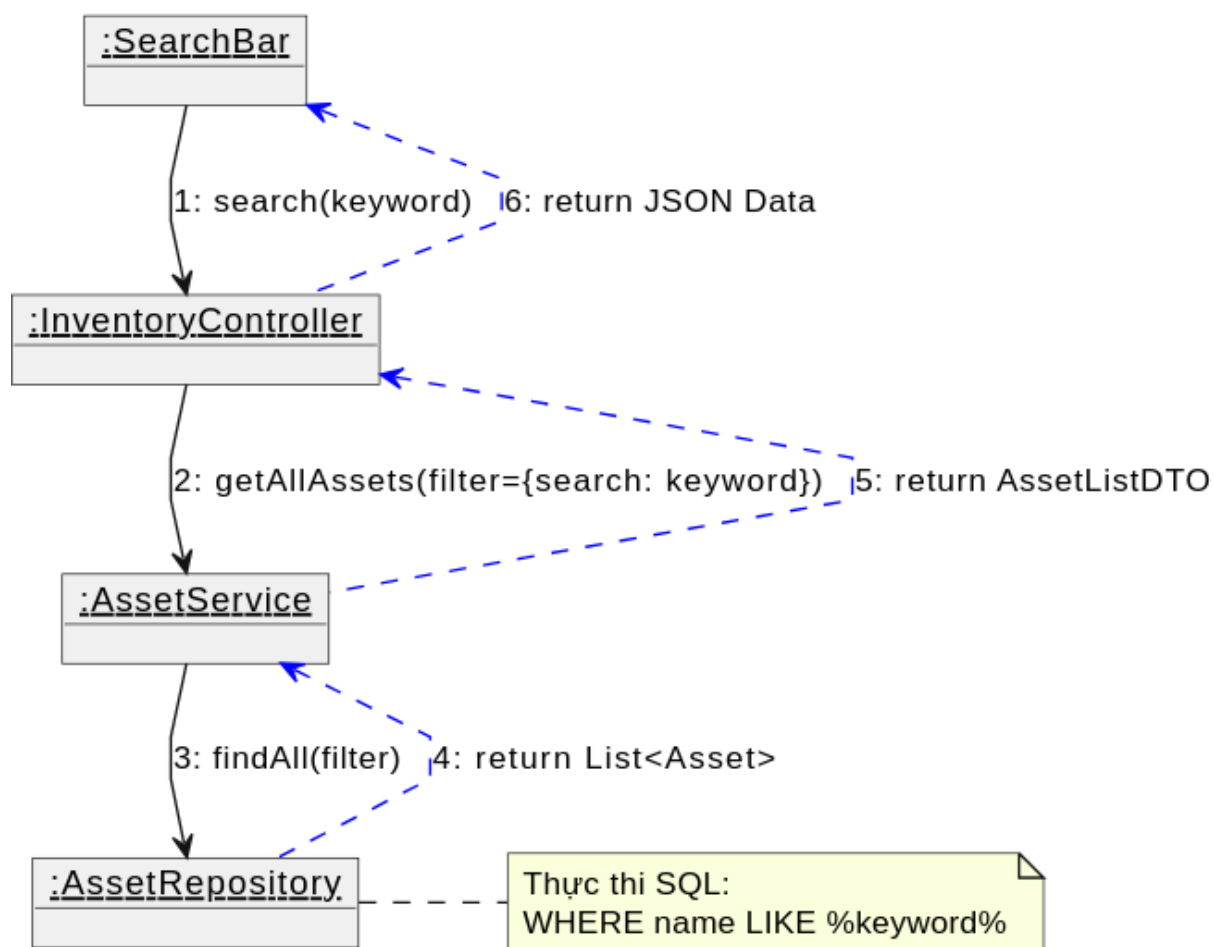 :SearchBar
1: search(keyword)
6: return JSON Data
:InventoryController
2: getAllAssets(filter={search: keyword})
5: return AssetListDTO
:AssetService
3: findAll(filter)
4: return List<Asset>
:AssetRepository
Thực thi SQL:
WHERE name LIKE %keyword%